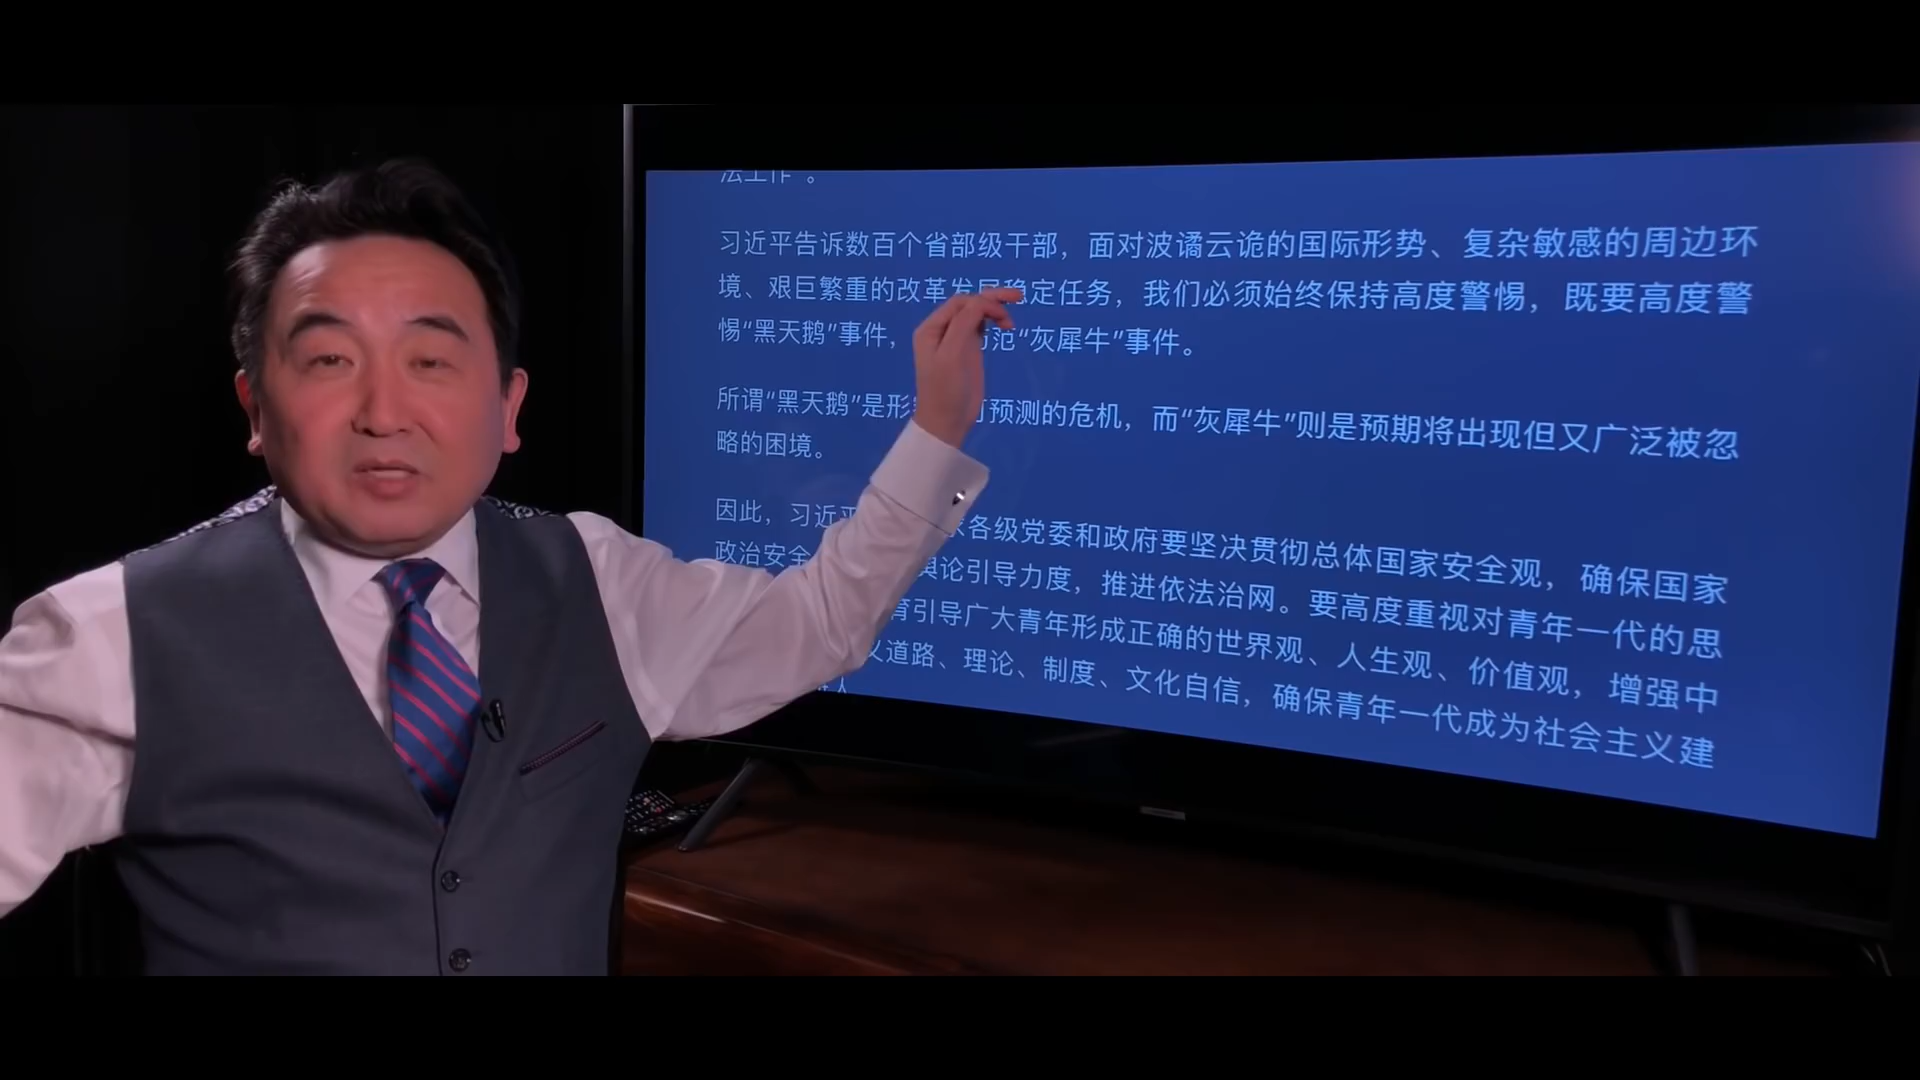 法工作”。
习近平告诉数百个省部级干部，面对波谲云诡的国际形势、复杂敏感的周边环
境、艰巨繁重的改革发展稳定任务，我们必须始终保持高度警惕，既要高度警
惕“黑天鹅”事件， 防范“灰犀牛”事件。
所谓“黑天鹅”是形 可预测的危机，而“灰犀牛”则是预期将出现但又广泛被忽
略的困境。
因此，习近平 家各级党委和政府要坚决贯彻总体国家安全观，确保国家
政治安全 舆论引导力度，推进依法治网。要高度重视对青年一代的思
育引导广大青年形成正确的世界观、人生观、价值观，增强中
义道路、理论、制度、文化自信，确保青年一代成为社会主义建